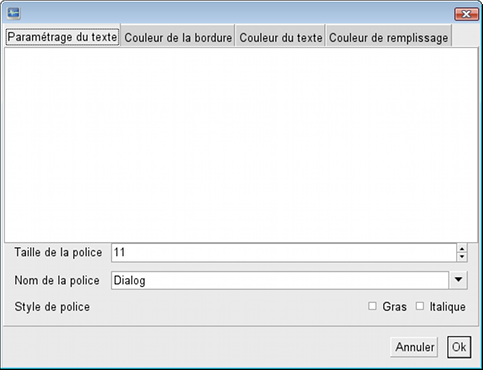 Paramétrage du texte Couleur de la bordure Couleur du texte Couleur de remplissage
Taille de la police 11
Nom de la police Dialog
Style de police Gras Italique
Annuler Ok